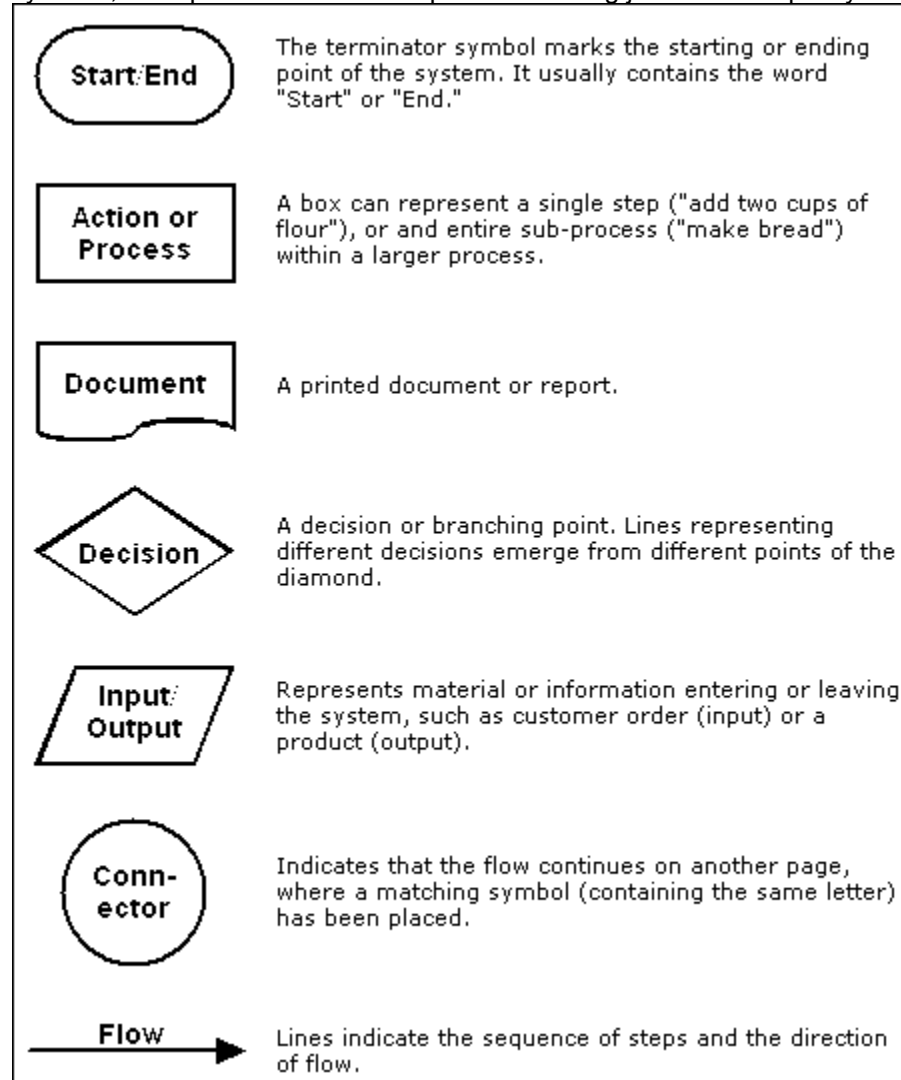 Start/End
The terminator symbol marks the starting or ending
point of the system. It usually contains the word
"Start" or "End."
Action or
Process
A box can represent a single step ("add two cups of
flour"), or and entire sub-process ("make bread")
within a larger process.
Document
A printed document or report.
Decision
A decision or branching point. Lines representing
different decisions emerge from different points of the
diamond.
Input/
Output
Represents material or information entering or leaving
the system, such as customer order (input) or a
product (output).
Conn-
ector
Indicates that the flow continues on another page,
where a matching symbol (containing the same letter)
has been placed.
Flow
Lines indicate the sequence of steps and the direction
of flow.